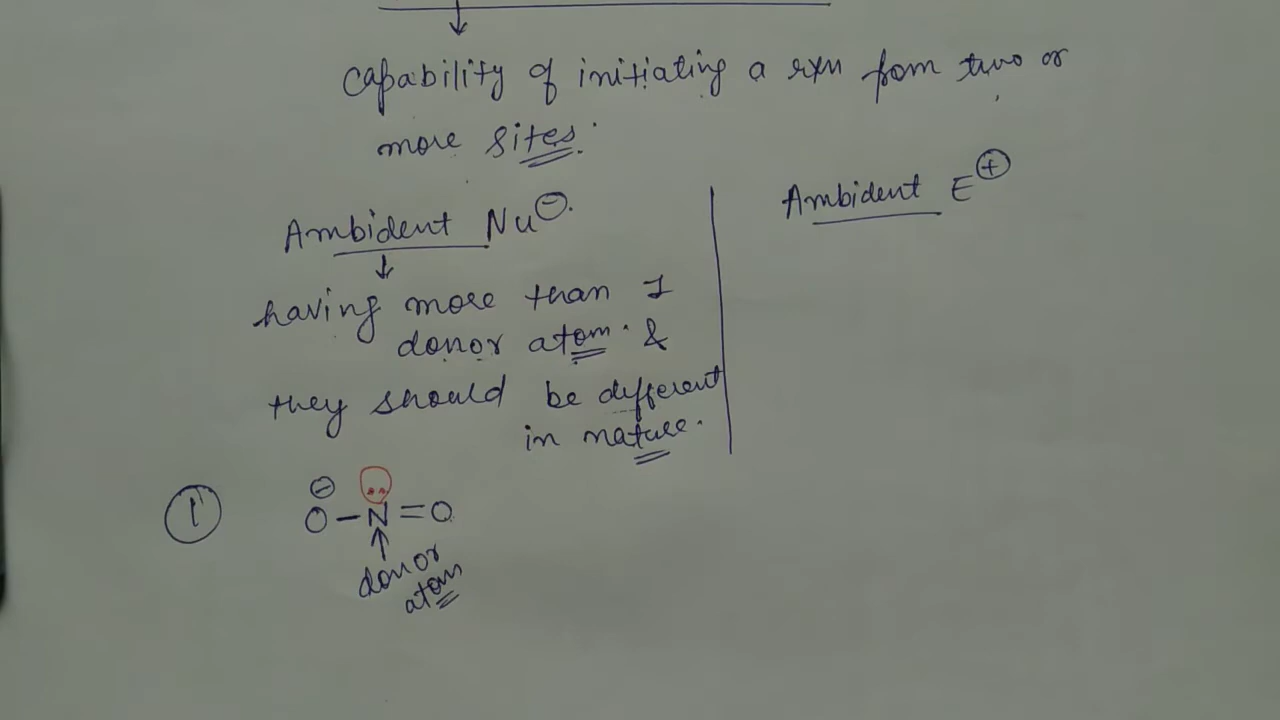 Capability of initiating a rxn from two or
more sites.
Ambident Nu⊖.
having more than 1
donor atom. &
they should be different
in nature.
Ambident E⊕
①
⊖
O — N̈ = O
↑
donor
atom